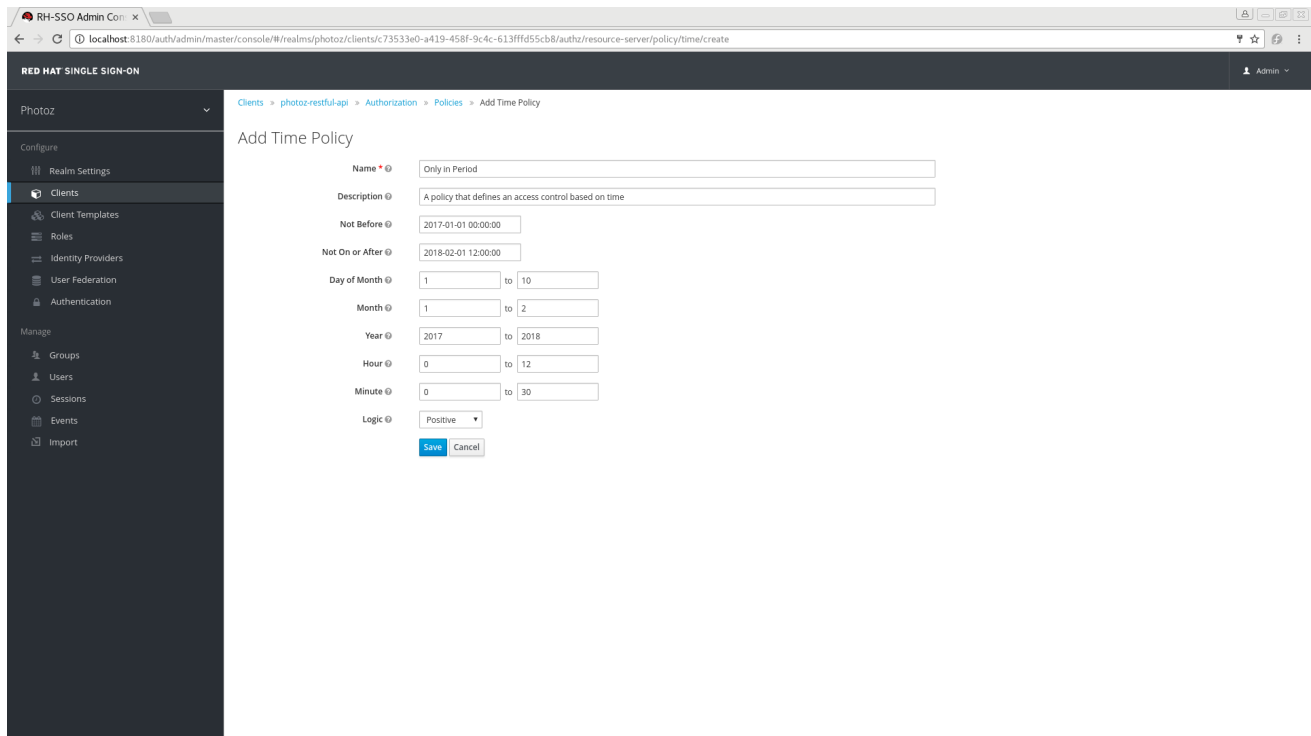 RH-SSO Admin Con
localhost:8180/auth/admin/master/console/#/realms/photoz/clients/c73533e0-a419-458f-9c4c-613fffd55cb8/authz/resource-server/policy/time/create
RED HAT SINGLE SIGN-ON
Admin
Photoz
Clients » photoz-restful-api » Authorization » Policies » Add Time Policy
Configure
Realm Settings
Clients
Client Templates
Roles
Identity Providers
User Federation
Authentication
Manage
Groups
Users
Sessions
Events
Import
Add Time Policy
Name * Only in Period
Description A policy that defines an access control based on time
Not Before 2017-01-01 00:00:00
Not On or After 2018-02-01 12:00:00
Day of Month 1 to 10
Month 1 to 2
Year 2017 to 2018
Hour 0 to 12
Minute 0 to 30
Logic Positive
Save Cancel